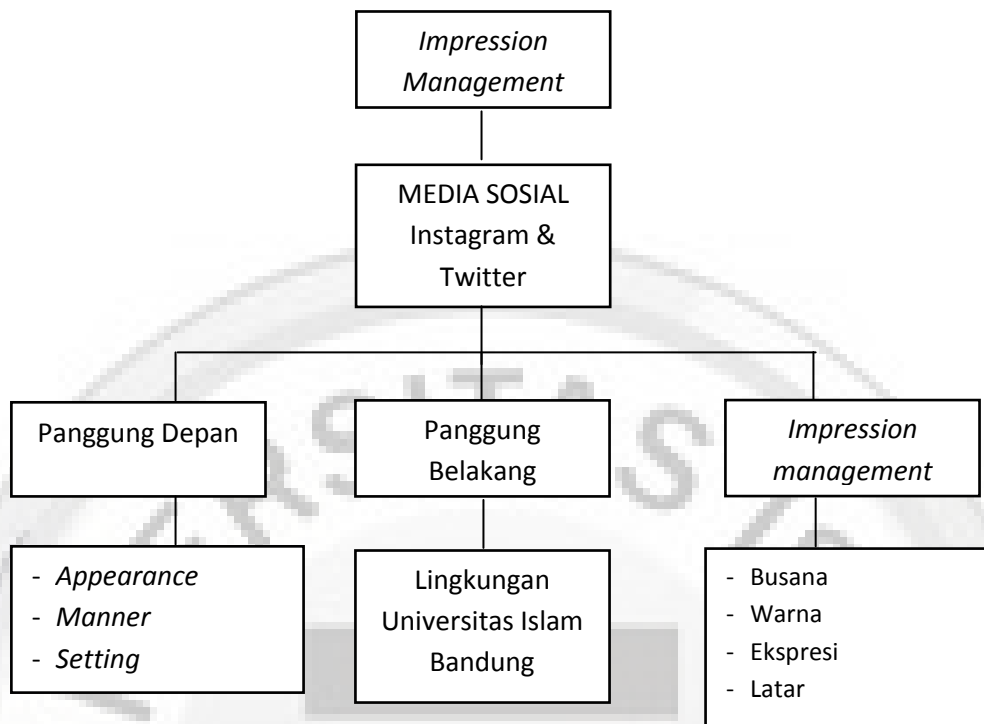 Impression
Management
MEDIA SOSIAL
Instagram &
Twitter
Panggung Depan
Panggung
Belakang
Impression
management
- Appearance
- Manner
- Setting
Lingkungan
Universitas Islam
Bandung
- Busana
- Warna
- Ekspresi
- Latar